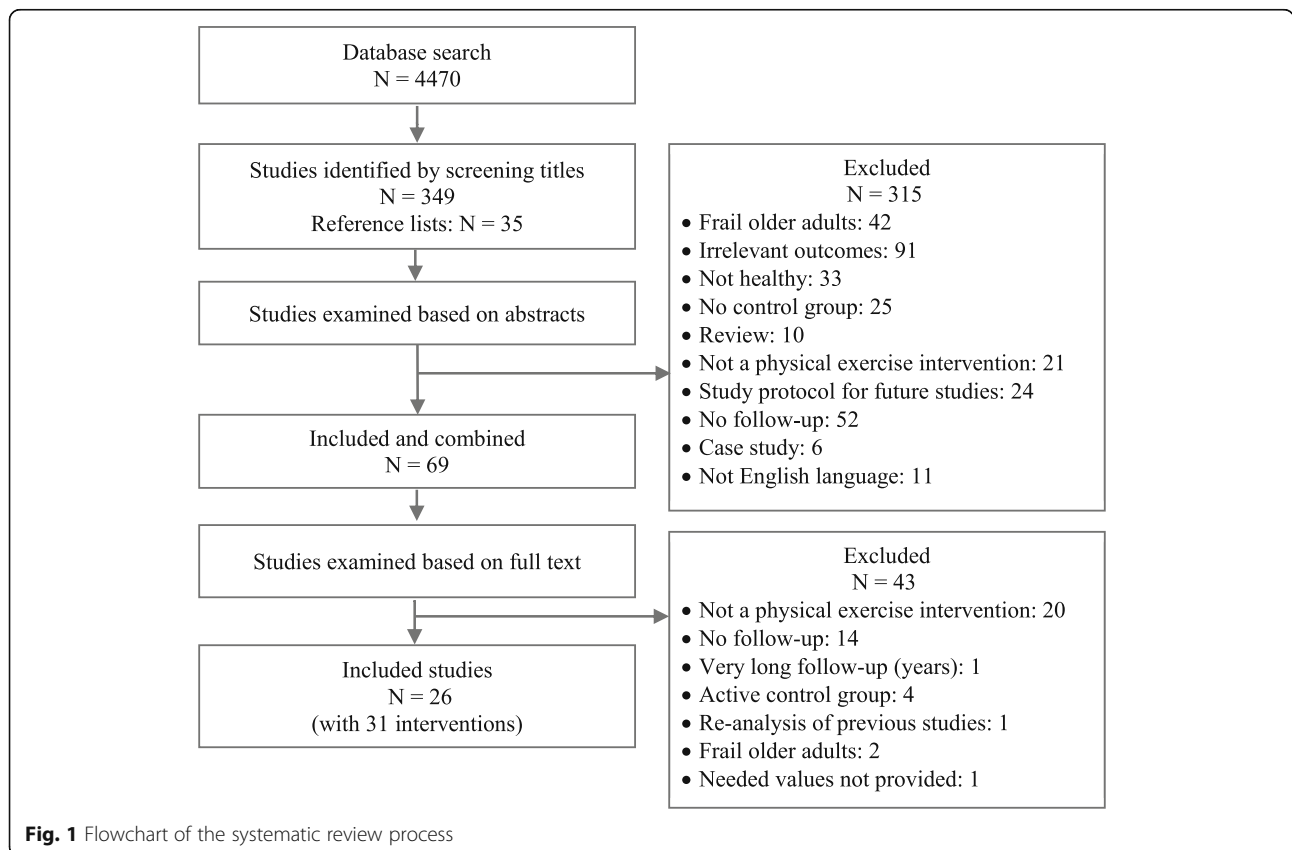 Database search
N = 4470
Studies identified by screening titles
N = 349
Reference lists: N = 35
Studies examined based on abstracts
Excluded
N = 315
• Frail older adults: 42
• Irrelevant outcomes: 91
• Not healthy: 33
• No control group: 25
• Review: 10
• Not a physical exercise intervention: 21
• Study protocol for future studies: 24
• No follow-up: 52
• Case study: 6
• Not English language: 11
Included and combined
N = 69
Studies examined based on full text
Excluded
N = 43
• Not a physical exercise intervention: 20
• No follow-up: 14
• Very long follow-up (years): 1
• Active control group: 4
• Re-analysis of previous studies: 1
• Frail older adults: 2
• Needed values not provided: 1
Included studies
N = 26
(with 31 interventions)
Fig. 1 Flowchart of the systematic review process